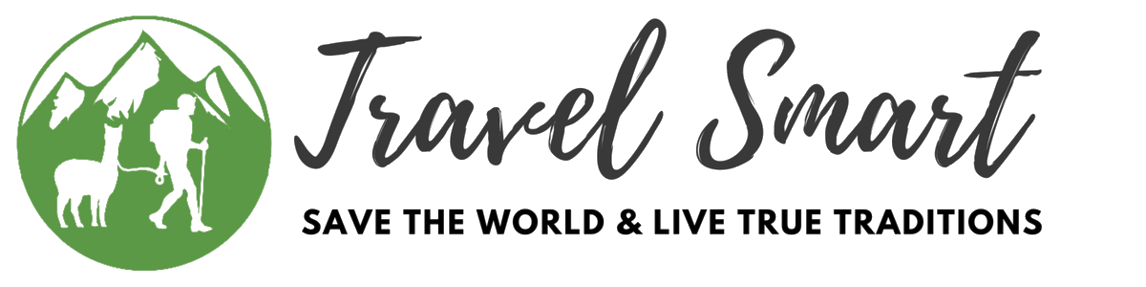 Travel Smart
SAVE THE WORLD & LIVE TRUE TRADITIONS